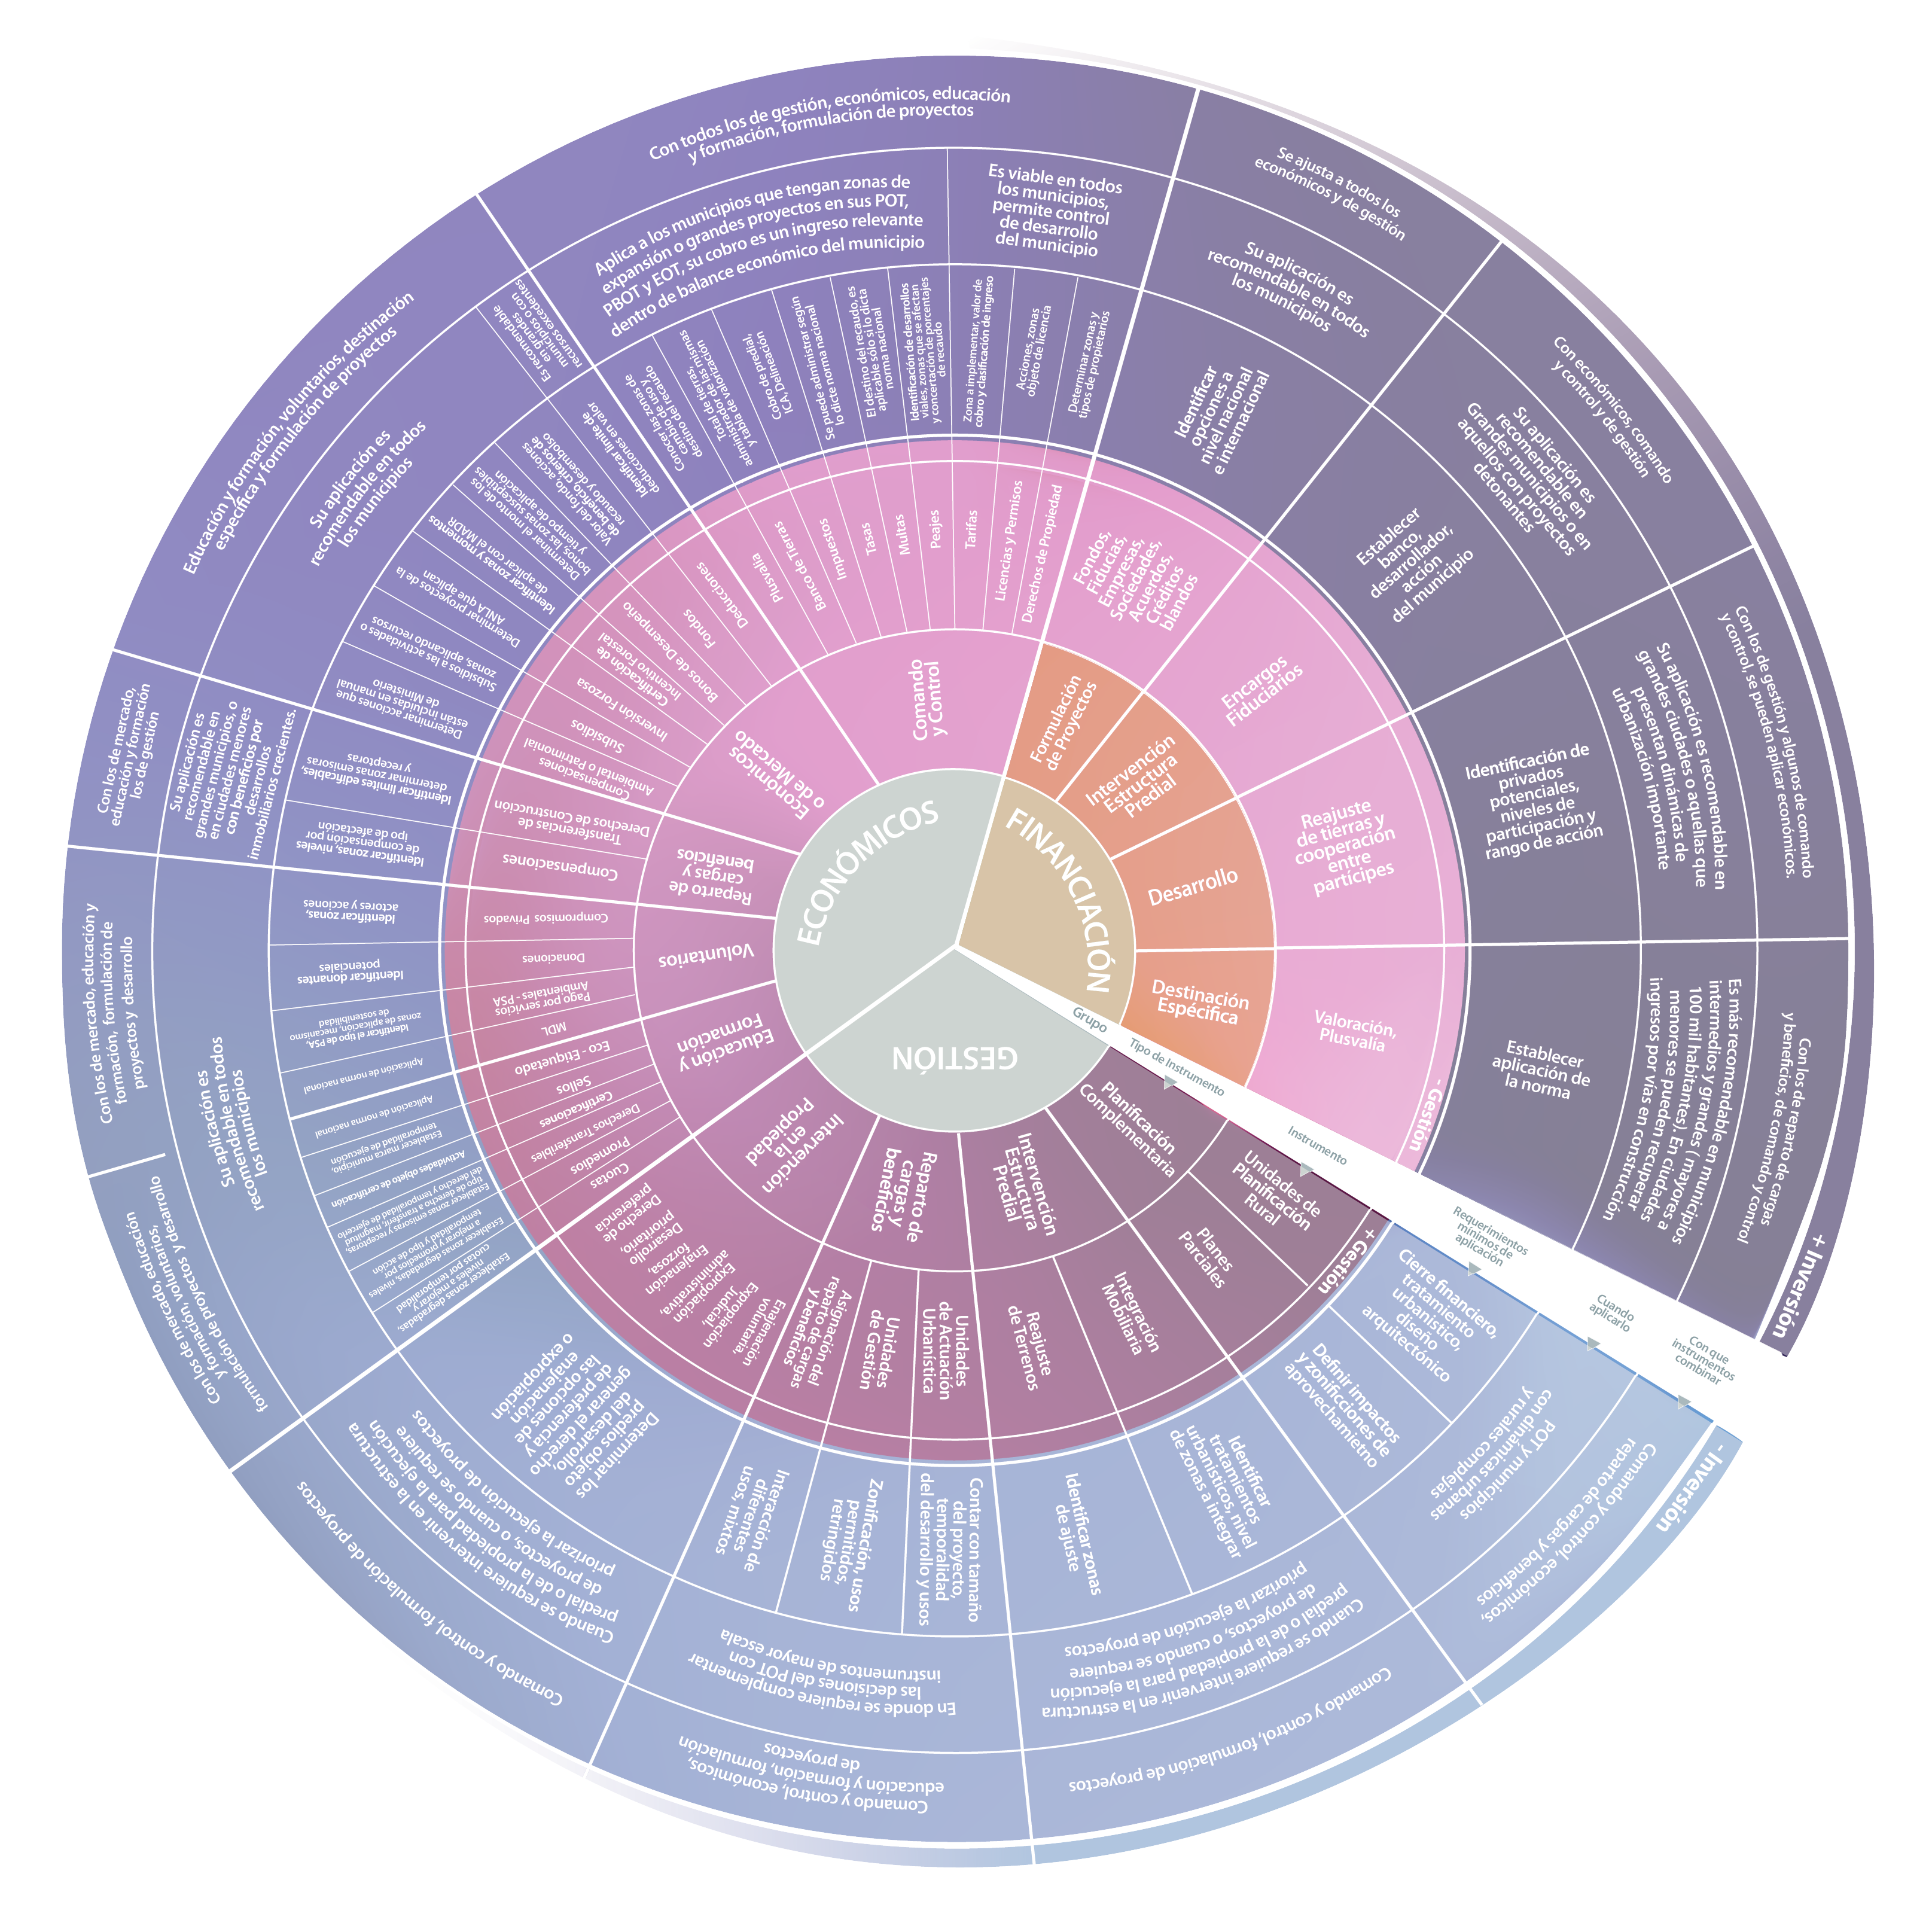 ECONÓMICOS
FINANCIACIÓN
GESTIÓN
Grupo
Tipo de Instrumento
Instrumento
Requerimientos
mínimos de
aplicación
Cuando
aplicarlo
Con que
instrumentos
combinar
- Gestión
+ Gestión
+ Inversión
- Inversión
Formulación
de Proyectos
Fondos,
Fiducias,
Empresas,
Sociedades,
Acuerdos,
Creditos
blandos
Identificar
opciones a
nivel nacional
e internacional
Su aplicación es
recomendable en todos
los municipios
Se ajusta a todos los
económicos y de gestión
Intervención
Estructura
Predial
Encargos
Fiduciarios
Establecer
banco,
desarrollador,
acción
del municipio
Su aplicación es
recomendable en
Grandes municipios o en
aquellos con proyectos
detonantes
Con económicos, comando
y control y de gestión
Desarrollo
Reajuste
de tierras y
cooperación
entre
partícipes
Identificación de
privados
potenciales,
niveles de
participación y
rango de acción
Su aplicación es recomendable en
grandes ciudades o aquellas que
presentan dinámicas de
urbanización importante
Con los de gestión y algunos de comando
y control, se pueden aplicar económicos.
Destinación
Espécífica
Valoración,
Plusvalía
Establecer
aplicación de
la norma
Es más recomendable en municipios
intermedios y grandes ( mayores a
100 mil habitantes). En ciudades
menores se pueden recuperar
ingresos por vías en construcción
Con los de reparto de cargas
y beneficios, de comando y control
Planificación
Complementaria
Unidades de
Planificación
Rural
Planes
Parciales
Cierre financiero,
tratamiento
urbanístico,
diseño
arquitectónico
Definir impactos
y zonificciones de
aprovechamietno
POT y municipios
con dinámicas urbanas
y rurales complejas
Comando y control, económicos,
reparto de cargas y beneficios
Intervención
Estructura
Predial
Integración
Mobiliaria
Reajuste
de Terrenos
Identificar
tratamientos
urbanísticos, nivel
de zonas a integrar
Identificar zonas
de ajuste
Cuando se requiere intervenir en la estructura
predial o de la propiedad para la ejecución
de proyectos, o cuando se requiere
priorizar la ejecución de proyectos
Comando y control, formulación de proyectos
Reparto de
cargas y
beneficios
Unidades
de Actuación
Urbanística
Unidades
de Gestión
Asignación del
reparto de cargas
y beneficios
Contar con tamaño
del proyecto,
temporalidad
del desarrollo y usos
Zonificación, usos
permitidos,
retringidos
Interacción de
diferentes
usos, mixtos
En donde se requiere complementar
las decisiones del POT con
instrumentos de mayor escala
Comando y control, económicos,
educación y formación, formulación
de proyectos
Intervención
en la
Propiedad
Enajenación
voluntaria,
Expropiación
Judicial,
Expropiación
administrativa,
Enalenación
forzosa,
Desarrollo
prioritario,
Derecho de
preferencia
Determinar los
predios objeto
del desarrollo,
generar el derecho
de preferencia y
las opciones de
enajenación
o expropiación
Cuando se requiere intervenir en la estructura
predial o de la propiedad para la ejecución
de proyectos, o cuando se requiere
priorizar la ejecución de proyectos
Comando y control, formulación de proyectos
Educación y
Formación
Cuotas
Promedios
Derechos Transferibles
Certificaciones
Sellos
Eco - Etiquetado
Establecer zonas degradas,
niveles a mejorar y
cuotas por temporalidad
Establecer zonas degradas, niveles
a mejorar y promedios por
temporalidad y tipo de acción
Establecer zonas emisoras y receptoras,
tipo de derecho a transferir, magnitud
del derecho y temporalidad de ejercelo
Actividades objeto de certificación
Establecer marca municipio,
temporalidad de ejecución
Aplicación de norma nacional
Con los de mercado, educación
y formación, voluntarios,
formulación de proyectos y desarrollo
Voluntarios
MDL
Pago por servicios
Ambientales - PSA
Donaciones
Compromisos Privados
Aplicación de norma nacional
Identificar el tipo de PSA,
zonas de aplicación, mecanismo
de sostenibilidad
Identificar donantes
potenciales
Identificar zonas,
actores y acciones
Su aplicación es
recomendable en todos
los municipios
Con los de mercado, educación y
formación, formulación de
proyectos y desarrollo
Reparto de
cargas y
beneficios
Compensaciones
Transferencias de
Derechos de Construcción
Identificar zonas, niveles
de compensación por
ipo de afectación
Identificar límites edificables,
determinar zonas emisoras
y receptoras
Su aplicación es
recomendable en
grandes municipios, o
en ciudades menores
con beneficios por
desarrollos
inmobiliarios crecientes.
Con los de mercado,
educación y formación
los de gestión
Económicos
o de Mercado
Compensaciones
Ambiental o Patrimonial
Subsidios
Inversión Forzosa
Certificación de
Incentivo Forestal
Bonos de Desempeño
Fondos
Deducciones
Determinar acciones que
están incluidas en manual
de Ministerio
Subsidios a las actividades o
zonas, aplicando recursos
Determinar proyectos
ANLA que aplican
Identificar zonas y momentos
de aplicar con el MADR
Determinar el monto de los
bonos, las zonas susceptibles
y tiempo de aplicación
Valor del fondo, acciones
de beneficio, criterios de
recaudo y desembolso
Identificar limite de
deducciones en valor
Su aplicación es
recomendable en todos
los municipios
Es recomendable
en grandes
municipios o con
recursos excedentes
Educación y formación, voluntarios, destinación
específica y formulación de proyectos
Comando
y Control
Plusvalía
Banco de Tierras
Impuestos
Tasas
Multas
Peajes
Tarifas
Licencias y Permisos
Derechos de Propiedad
Conocer las zonas
de cambio de uso y
destino del recaudo
Total de tierras,
administrador de las mismas
y tabla de valorización
Cobro de predial,
ICA, Delineación
Se puede administrar según
lo dicte norma nacional
El destino del recaudo, es
aplicable sólo si lo dicta
norma nacional
Identificación de desarrollos
viales, zonas que se afectan
y concertación de porcentajes
de recaudo
Zona a implementar, valor de
cobro y clasificación de ingreso
Acciones, zonas
objeto de licencia
Determinar zonas y
tipos de propietarios
Aplica a los municipios que tengan zonas de
expansión o grandes proyectos en sus POT,
PBOT y EOT, su cobro es un ingreso relevante
dentro de balance económico del municipio
Es viable en todos
los municipios,
permite control
de desarrollo
del municipio
Con todos los de gestión, económicos, educación
y formación, formulación de proyectos